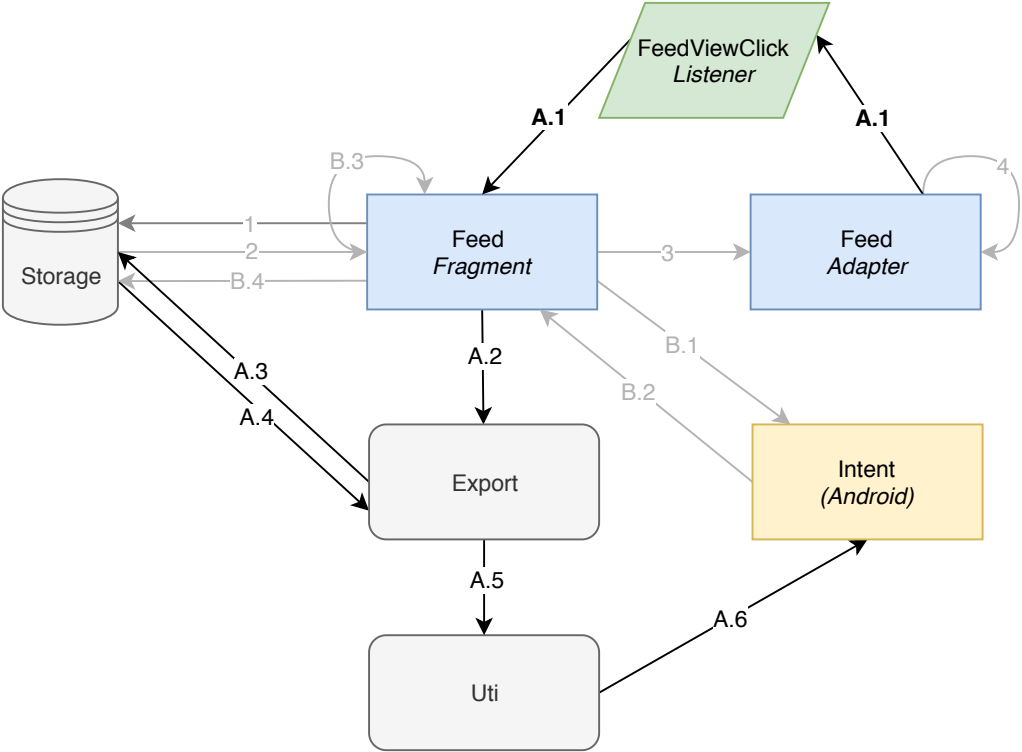 FeedViewClick
Listener
A.1
A.1
B.3
4
1
Feed
Fragment
Feed
Adapter
2
3
Storage
B.4
B.1
A.3
A.2
B.2
A.4
Export
Intent
(Android)
A.5
A.6
Uti